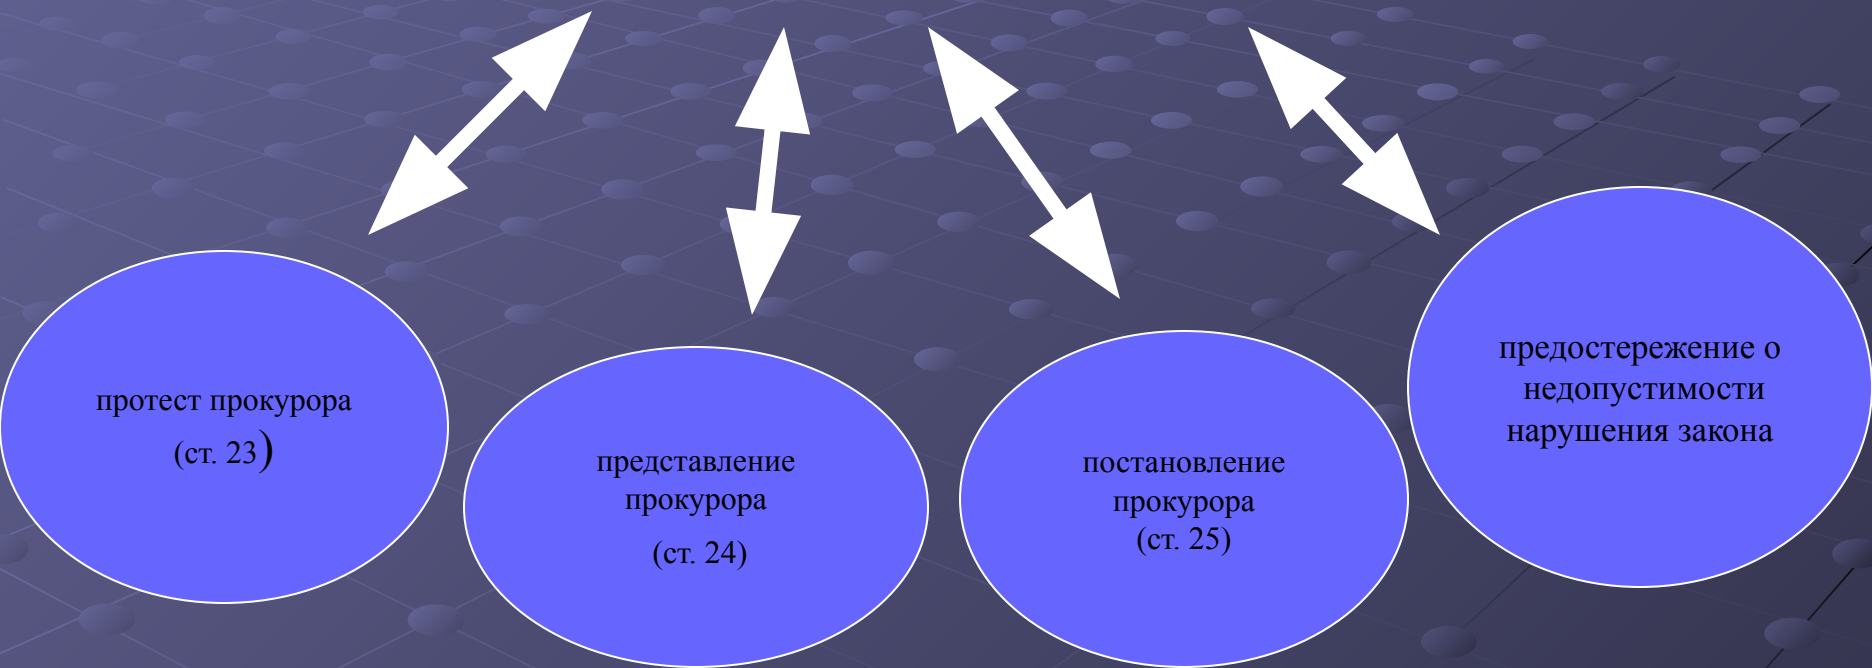 протест прокурора
(ст. 23)
представление
прокурора
(ст. 24)
постановление
прокурора
(ст. 25)
предостережение о
недопустимости
нарушения закона